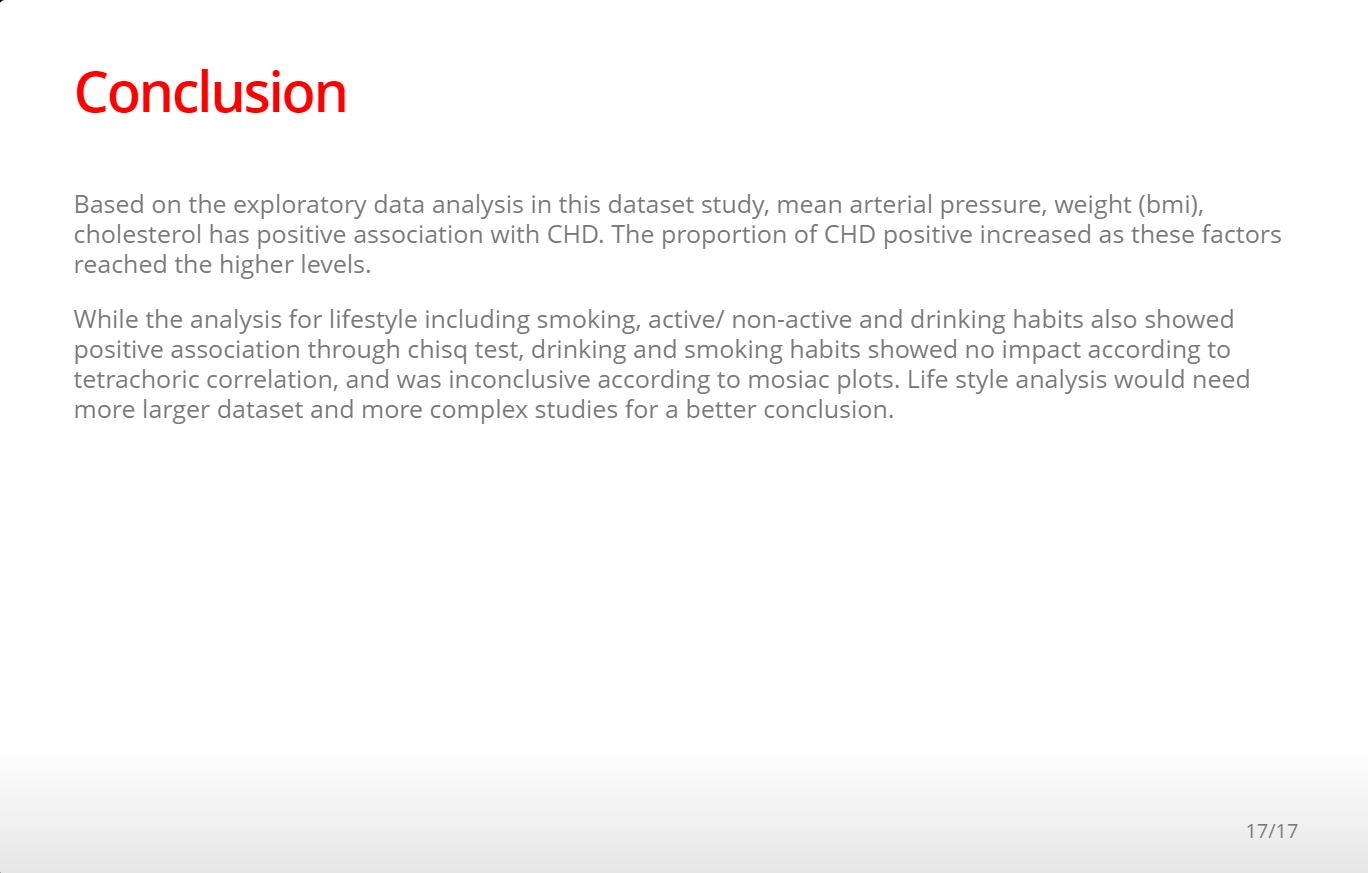 Conclusion
Based on the exploratory data analysis in this dataset study, mean arterial pressure, weight (bmi),
cholesterol has positive association with CHD. The proportion of CHD positive increased as these factors
reached the higher levels.
While the analysis for lifestyle including smoking, active/ non-active and drinking habits also showed
positive association through chisq test, drinking and smoking habits showed no impact according to
tetrachoric correlation, and was inconclusive according to mosiac plots. Life style analysis would need
more larger dataset and more complex studies for a better conclusion.
17/17